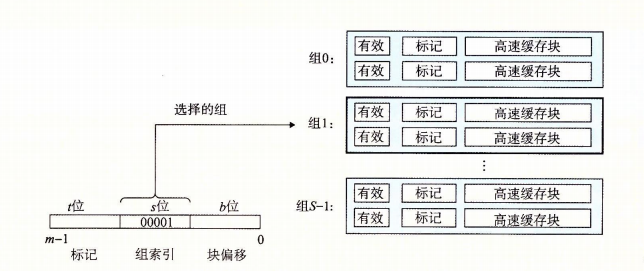 组0:
有效 标记 高速缓存块
有效 标记 高速缓存块
选择的组
组1:
有效 标记 高速缓存块
有效 标记 高速缓存块
⋮
组S-1:
有效 标记 高速缓存块
有效 标记 高速缓存块
t位 s位 b位
00001
m-1 0
标记 组索引 块偏移